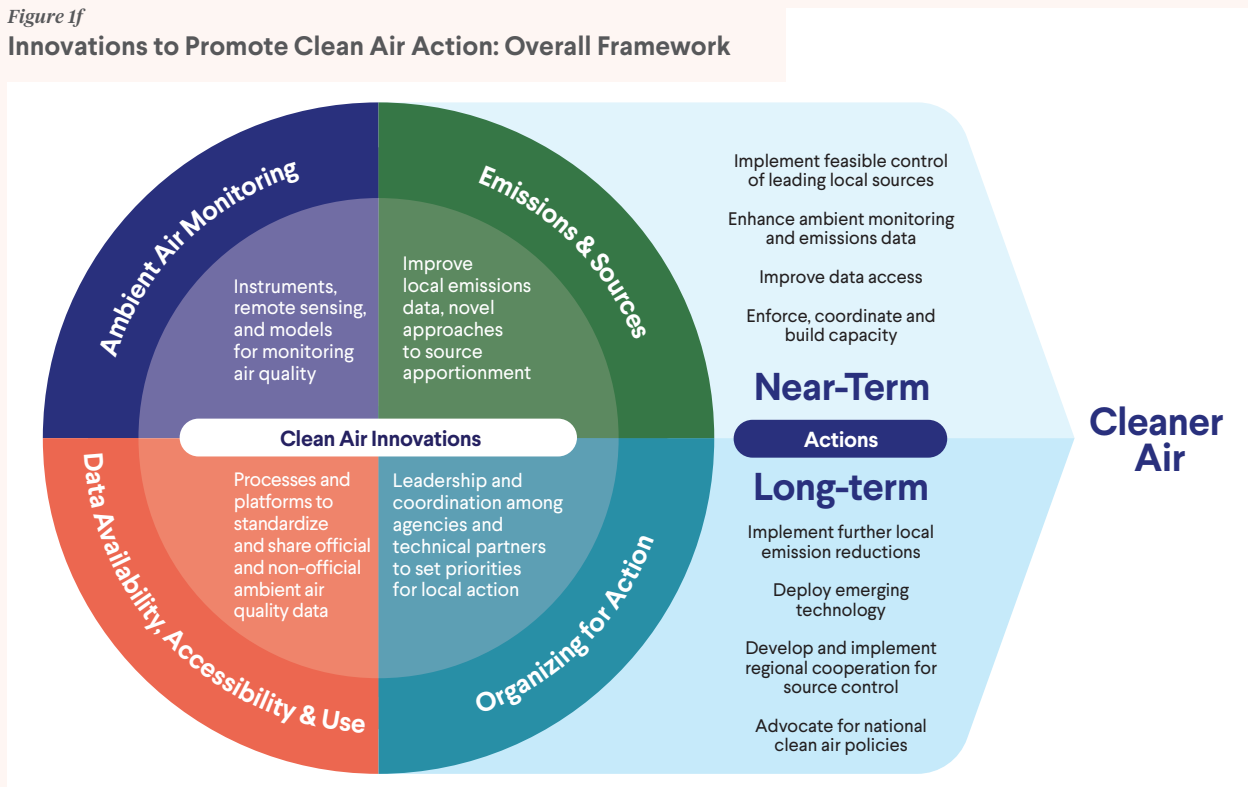 Figure 1f
Innovations to Promote Clean Air Action: Overall Framework
Ambient Air Monitoring
Instruments,
remote sensing,
and models
for monitoring
air quality
Emissions & Sources
Improve
local emissions
data, novel
approaches
to source
apportionment
Clean Air Innovations
Data Availability, Accessibility & Use
Processes and
platforms to
standardize
and share official
and non-official
ambient air
quality data
Organizing for Action
Leadership and
coordination among
agencies and
technical partners
to set priorities
for local action
Implement feasible control
of leading local sources
Enhance ambient monitoring
and emissions data
Improve data access
Enforce, coordinate and
build capacity
Near-Term
Actions
Long-term
Implement further local
emission reductions
Deploy emerging
technology
Develop and implement
regional cooperation for
source control
Advocate for national
clean air policies
Cleaner
Air